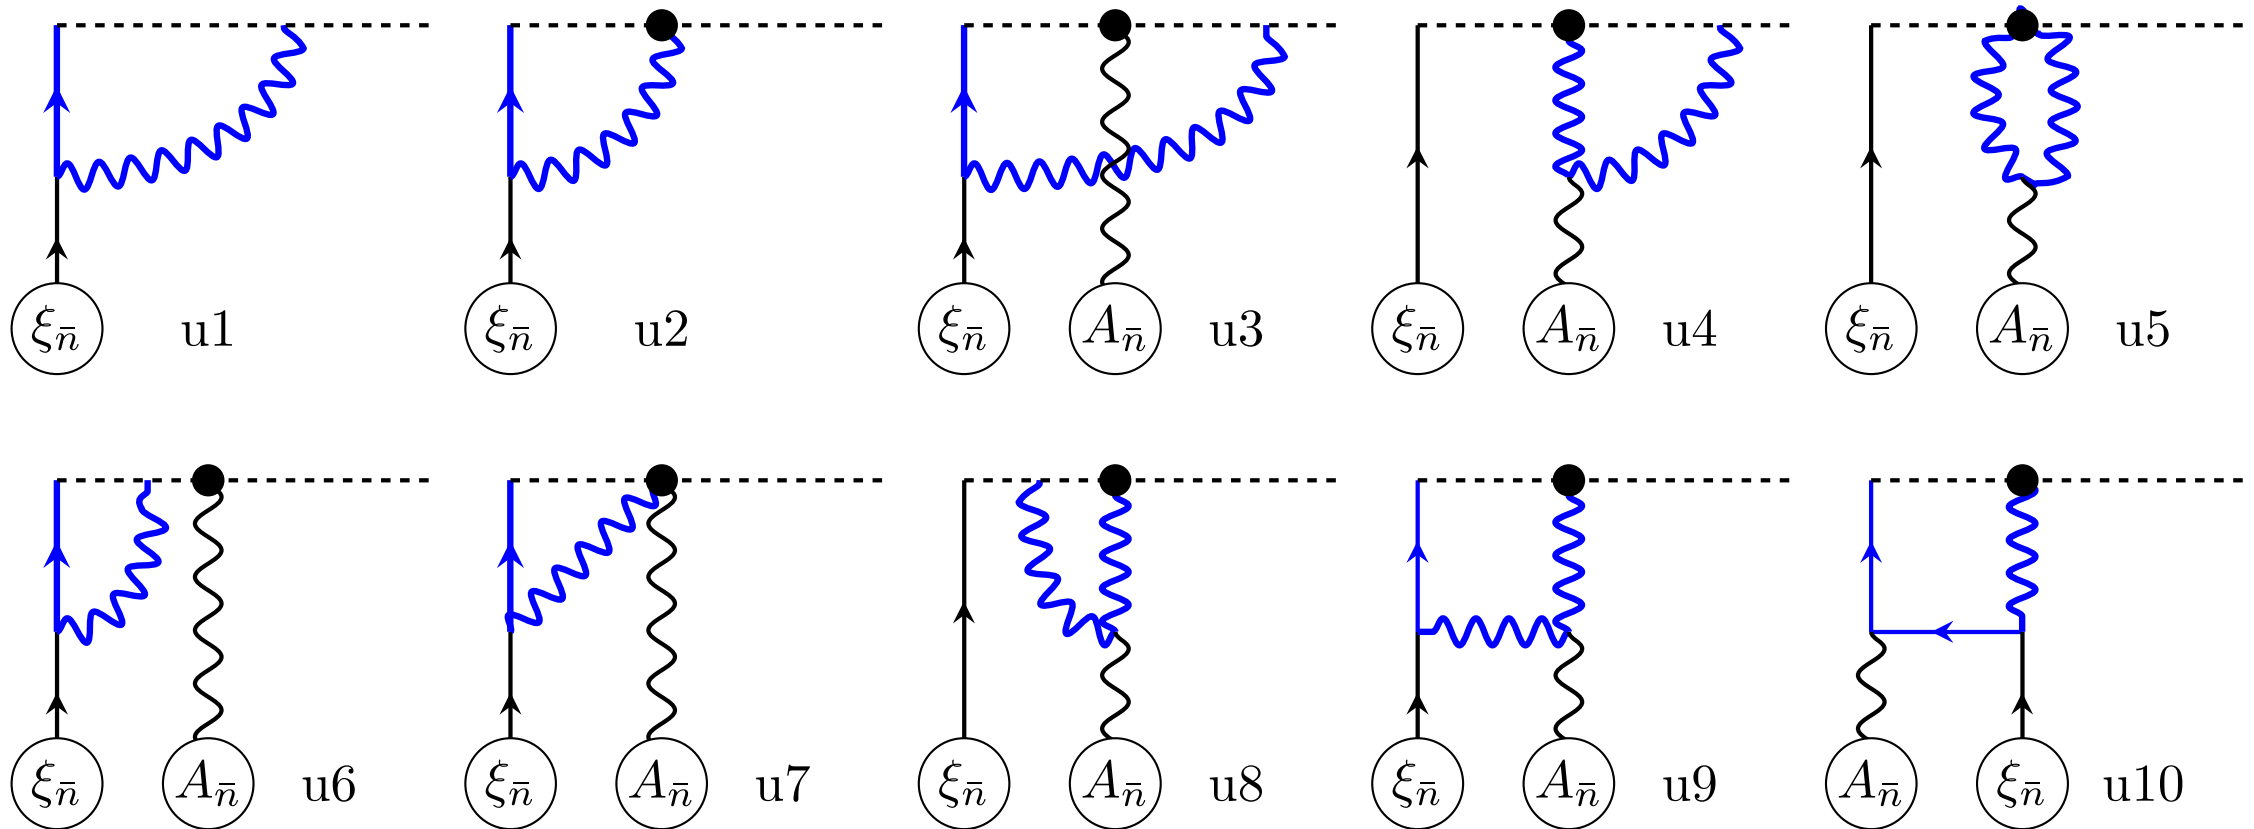 ξ_n̄ u1
ξ_n̄ u2
ξ_n̄ A_n̄ u3
ξ_n̄ A_n̄ u4
ξ_n̄ A_n̄ u5
ξ_n̄ A_n̄ u6
ξ_n̄ A_n̄ u7
ξ_n̄ A_n̄ u8
ξ_n̄ A_n̄ u9
A_n̄ ξ_n̄ u10